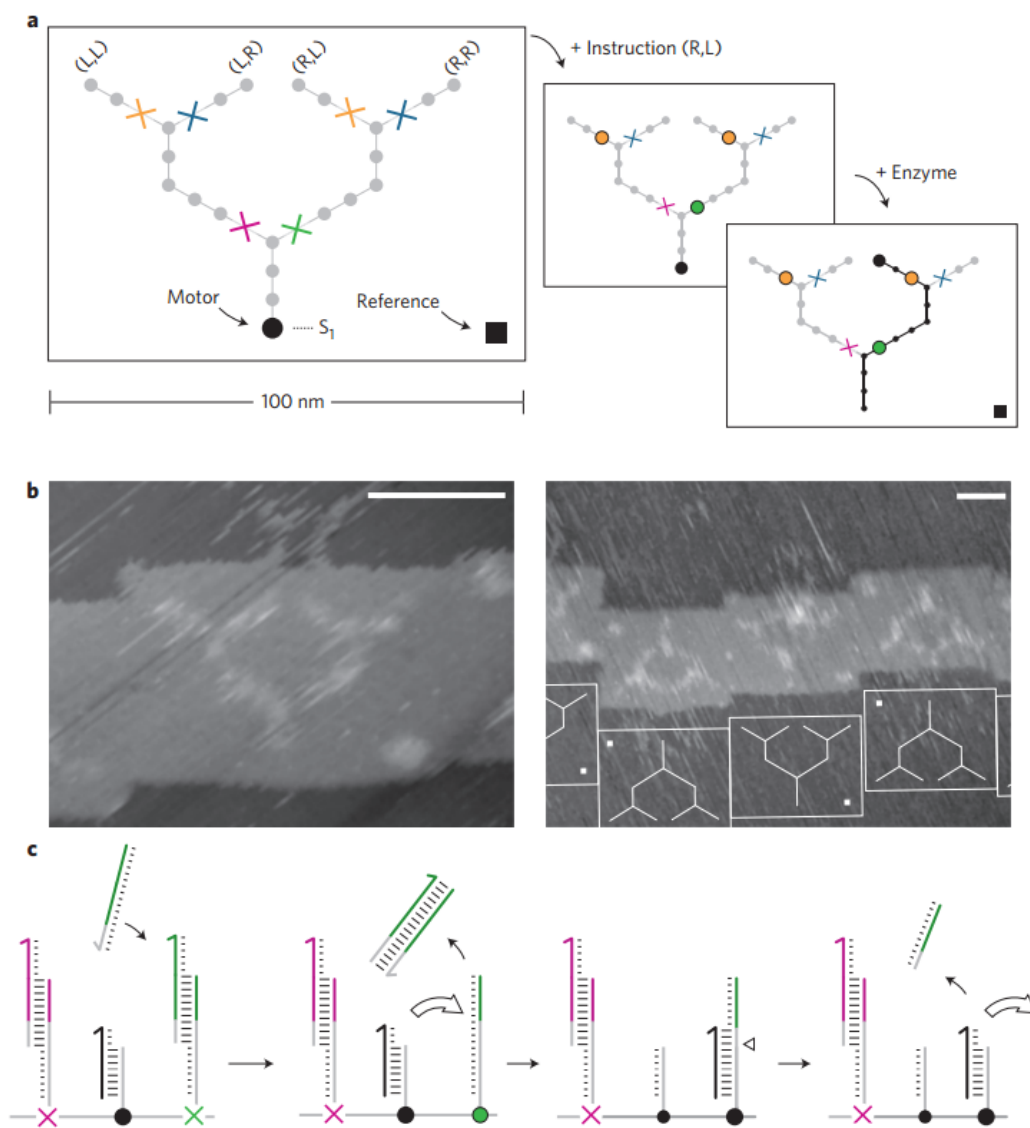 a
(L,L)
(L,R)
(R,L)
(R,R)
+ Instruction (R,L)
+ Enzyme
Motor
Reference
S1
100 nm
b
c